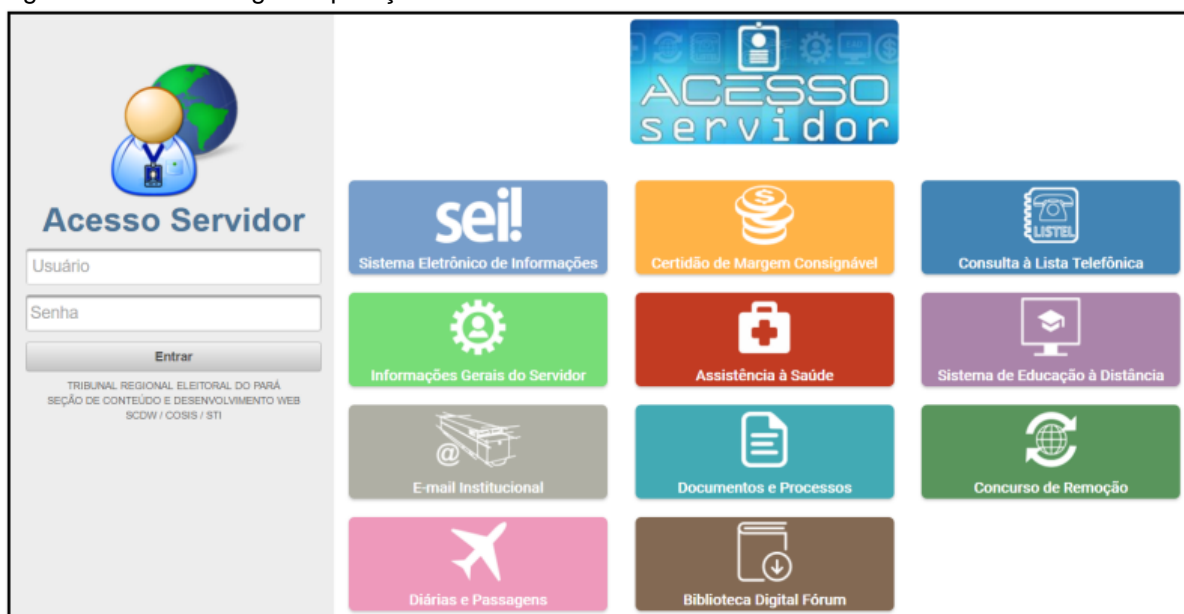 ACESSO
servidor
Acesso Servidor
Usuário
Senha
Entrar
TRIBUNAL REGIONAL ELEITORAL DO PARÁ
SEÇÃO DE CONTEÚDO E DESENVOLVIMENTO WEB
SCDW / COSIS / STI
sei!
Sistema Eletrônico de Informações
$
Certidão de Margem Consignável
LISTEL
Consulta à Lista Telefônica
Informações Gerais do Servidor
Assistência à Saúde
Sistema de Educação à Distância
@
E-mail Institucional
Documentos e Processos
Concurso de Remoção
Diárias e Passagens
Biblioteca Digital Fórum